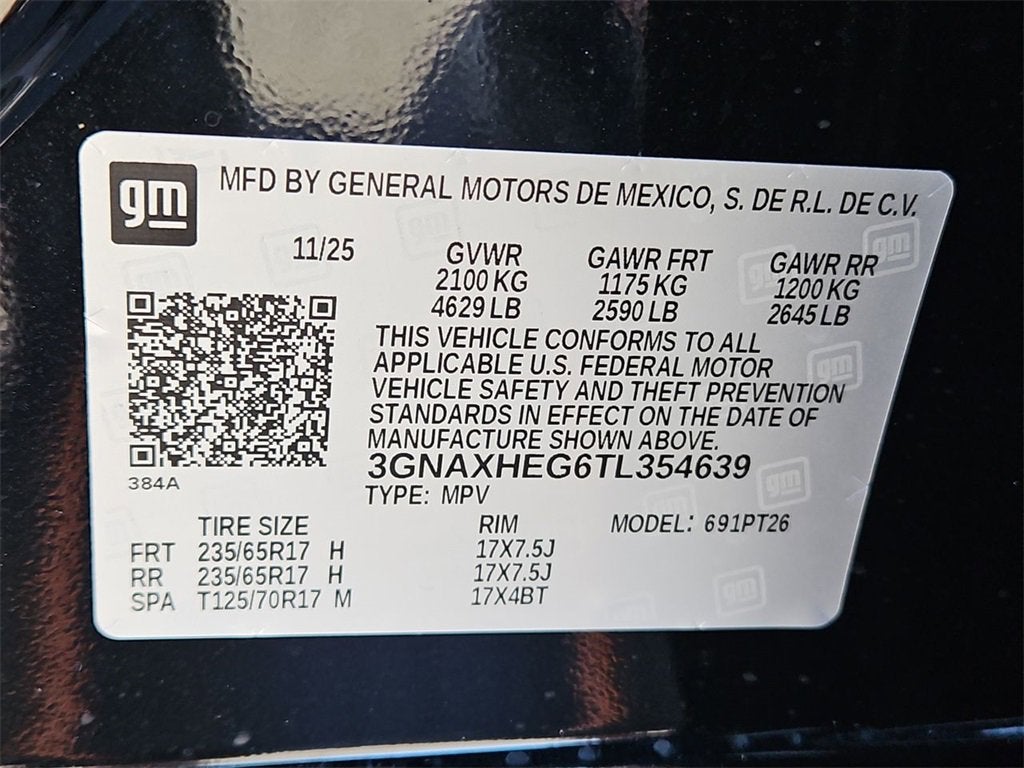 gm MFD BY GENERAL MOTORS DE MEXICO, S. DE R.L. DE C.V.
11/25 GVWR GAWR FRT GAWR RR
2100 KG 1175 KG 1200 KG
4629 LB 2590 LB 2645 LB
THIS VEHICLE CONFORMS TO ALL
APPLICABLE U.S. FEDERAL MOTOR
VEHICLE SAFETY AND THEFT PREVENTION
STANDARDS IN EFFECT ON THE DATE OF
MANUFACTURE SHOWN ABOVE.
3GNAXHEG6TL354639
384A
TYPE: MPV
TIRE SIZE RIM MODEL: 691PT26
FRT 235/65R17 H 17X7.5J
RR 235/65R17 H 17X7.5J
SPA T125/70R17 M 17X4BT